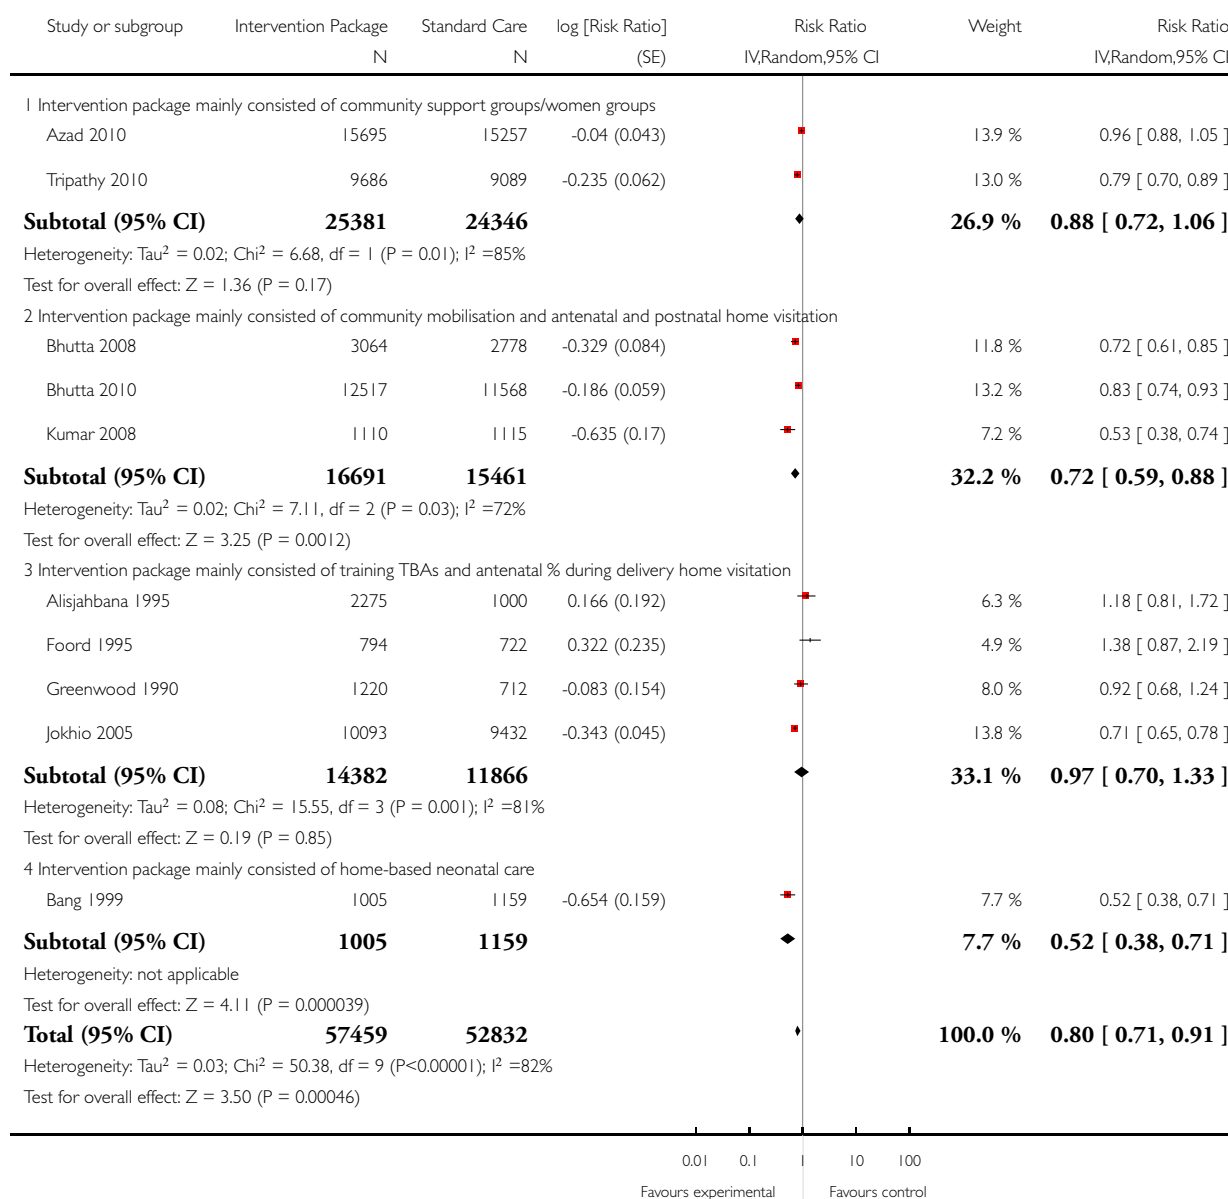 Study or subgroup Intervention Package Standard Care log [Risk Ratio] Risk Ratio Weight Risk Ratio
N N (SE) IV,Random,95% CI IV,Random,95% CI
1 Intervention package mainly consisted of community support groups/women groups
Azad 2010 15695 15257 -0.04 (0.043) 13.9 % 0.96 [ 0.88, 1.05 ]
Tripathy 2010 9686 9089 -0.235 (0.062) 13.0 % 0.79 [ 0.70, 0.89 ]
Subtotal (95% CI) 25381 24346 26.9 % 0.88 [ 0.72, 1.06 ]
Heterogeneity: Tau² = 0.02; Chi² = 6.68, df = 1 (P = 0.01); I² =85%
Test for overall effect: Z = 1.36 (P = 0.17)
2 Intervention package mainly consisted of community mobilisation and antenatal and postnatal home visitation
Bhutta 2008 3064 2778 -0.329 (0.084) 11.8 % 0.72 [ 0.61, 0.85 ]
Bhutta 2010 12517 11568 -0.186 (0.059) 13.2 % 0.83 [ 0.74, 0.93 ]
Kumar 2008 1110 1115 -0.635 (0.17) 7.2 % 0.53 [ 0.38, 0.74 ]
Subtotal (95% CI) 16691 15461 32.2 % 0.72 [ 0.59, 0.88 ]
Heterogeneity: Tau² = 0.02; Chi² = 7.11, df = 2 (P = 0.03); I² =72%
Test for overall effect: Z = 3.25 (P = 0.0012)
3 Intervention package mainly consisted of training TBAs and antenatal % during delivery home visitation
Alisjahbana 1995 2275 1000 0.166 (0.192) 6.3 % 1.18 [ 0.81, 1.72 ]
Foord 1995 794 722 0.322 (0.235) 4.9 % 1.38 [ 0.87, 2.19 ]
Greenwood 1990 1220 712 -0.083 (0.154) 8.0 % 0.92 [ 0.68, 1.24 ]
Jokhio 2005 10093 9432 -0.343 (0.045) 13.8 % 0.71 [ 0.65, 0.78 ]
Subtotal (95% CI) 14382 11866 33.1 % 0.97 [ 0.70, 1.33 ]
Heterogeneity: Tau² = 0.08; Chi² = 15.55, df = 3 (P = 0.001); I² =81%
Test for overall effect: Z = 0.19 (P = 0.85)
4 Intervention package mainly consisted of home-based neonatal care
Bang 1999 1005 1159 -0.654 (0.159) 7.7 % 0.52 [ 0.38, 0.71 ]
Subtotal (95% CI) 1005 1159 7.7 % 0.52 [ 0.38, 0.71 ]
Heterogeneity: not applicable
Test for overall effect: Z = 4.11 (P = 0.000039)
Total (95% CI) 57459 52832 100.0 % 0.80 [ 0.71, 0.91 ]
Heterogeneity: Tau² = 0.03; Chi² = 50.38, df = 9 (P<0.00001); I² =82%
Test for overall effect: Z = 3.50 (P = 0.00046)
0.01 0.1 1 10 100
Favours experimental Favours control